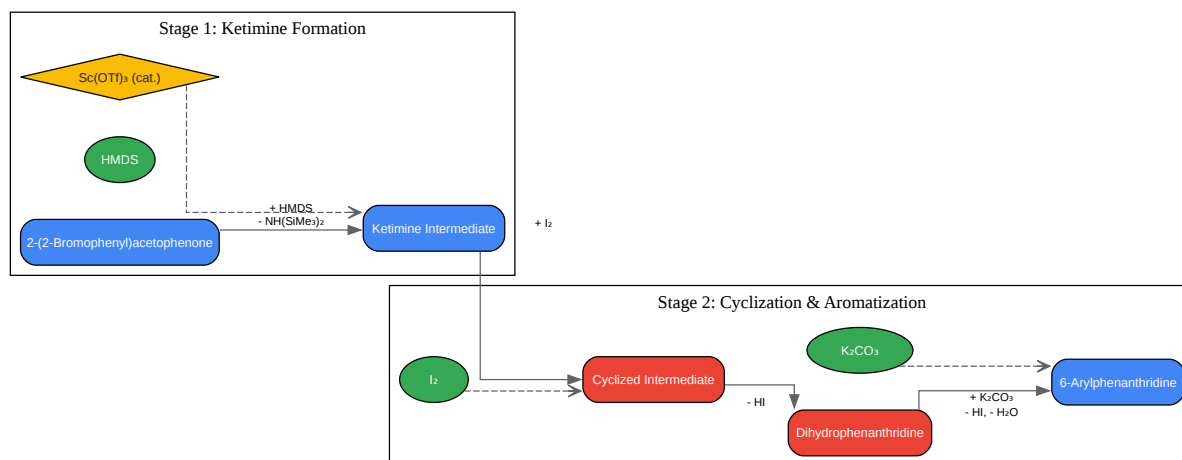 Stage 1: Ketimine Formation
Sc(OTf)₃ (cat.)
HMDS
+ HMDS
- NH(SiMe₃)₂
2-(2-Bromophenyl)acetophenone
Ketimine Intermediate
+ I₂
Stage 2: Cyclization & Aromatization
K₂CO₃
I₂
Cyclized Intermediate
6-Arylphenanthridine
- HI
+ K₂CO₃
- HI, - H₂O
Dihydrophenanthridine